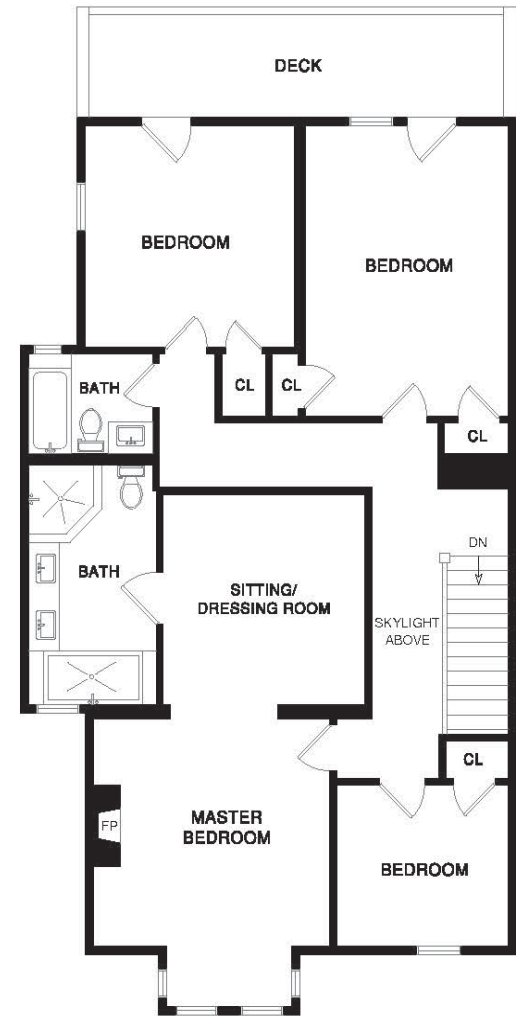 DECK
BEDROOM
BEDROOM
BATH
CL
CL
CL
BATH
SITTING/
DRESSING ROOM
DN
SKYLIGHT
ABOVE
CL
MASTER
BEDROOM
FP
BEDROOM